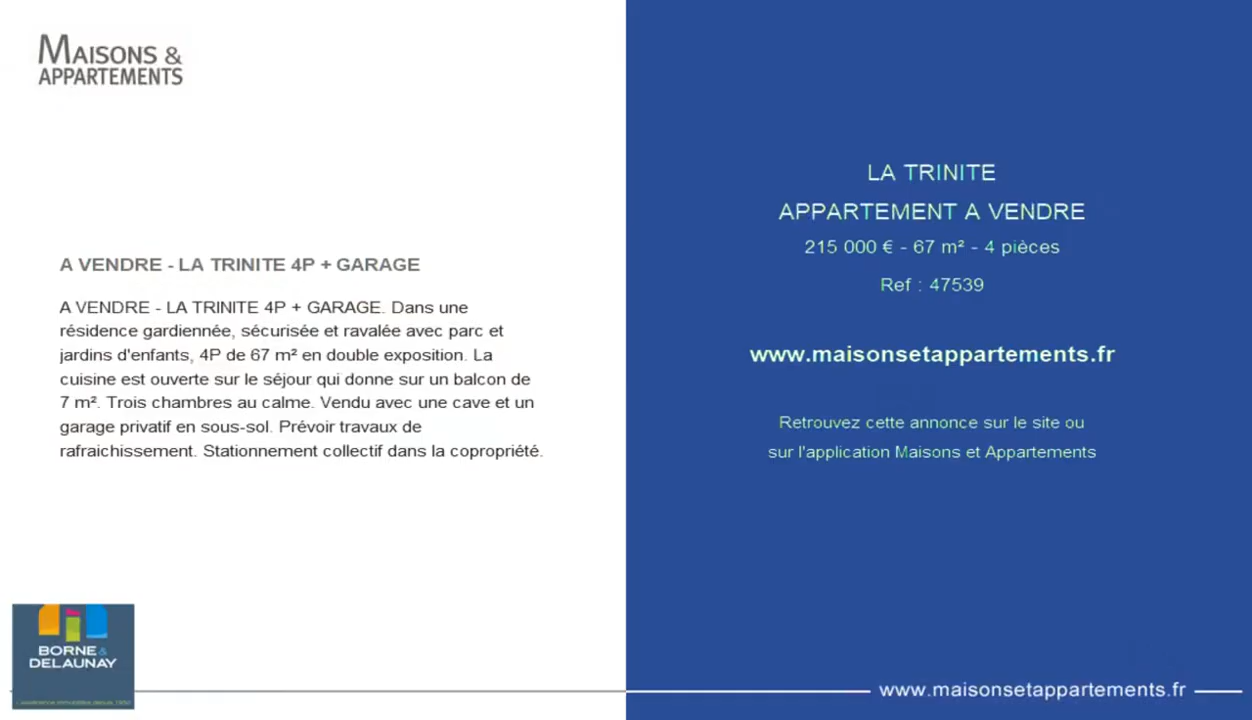 MAISONS &
APPARTEMENTS
A VENDRE - LA TRINITE 4P + GARAGE
A VENDRE - LA TRINITE 4P + GARAGE. Dans une
résidence gardiennée, sécurisée et ravalée avec parc et
jardins d'enfants, 4P de 67 m² en double exposition. La
cuisine est ouverte sur le séjour qui donne sur un balcon de
7 m². Trois chambres au calme. Vendu avec une cave et un
garage privatif en sous-sol. Prévoir travaux de
rafraichissement. Stationnement collectif dans la copropriété.
BORNE &
DELAUNAY
LA TRINITE
APPARTEMENT A VENDRE
215 000 € - 67 m² - 4 pièces
Ref : 47539
www.maisonsetappartements.fr
Retrouvez cette annonce sur le site ou
sur l'application Maisons et Appartements
www.maisonsetappartements.fr